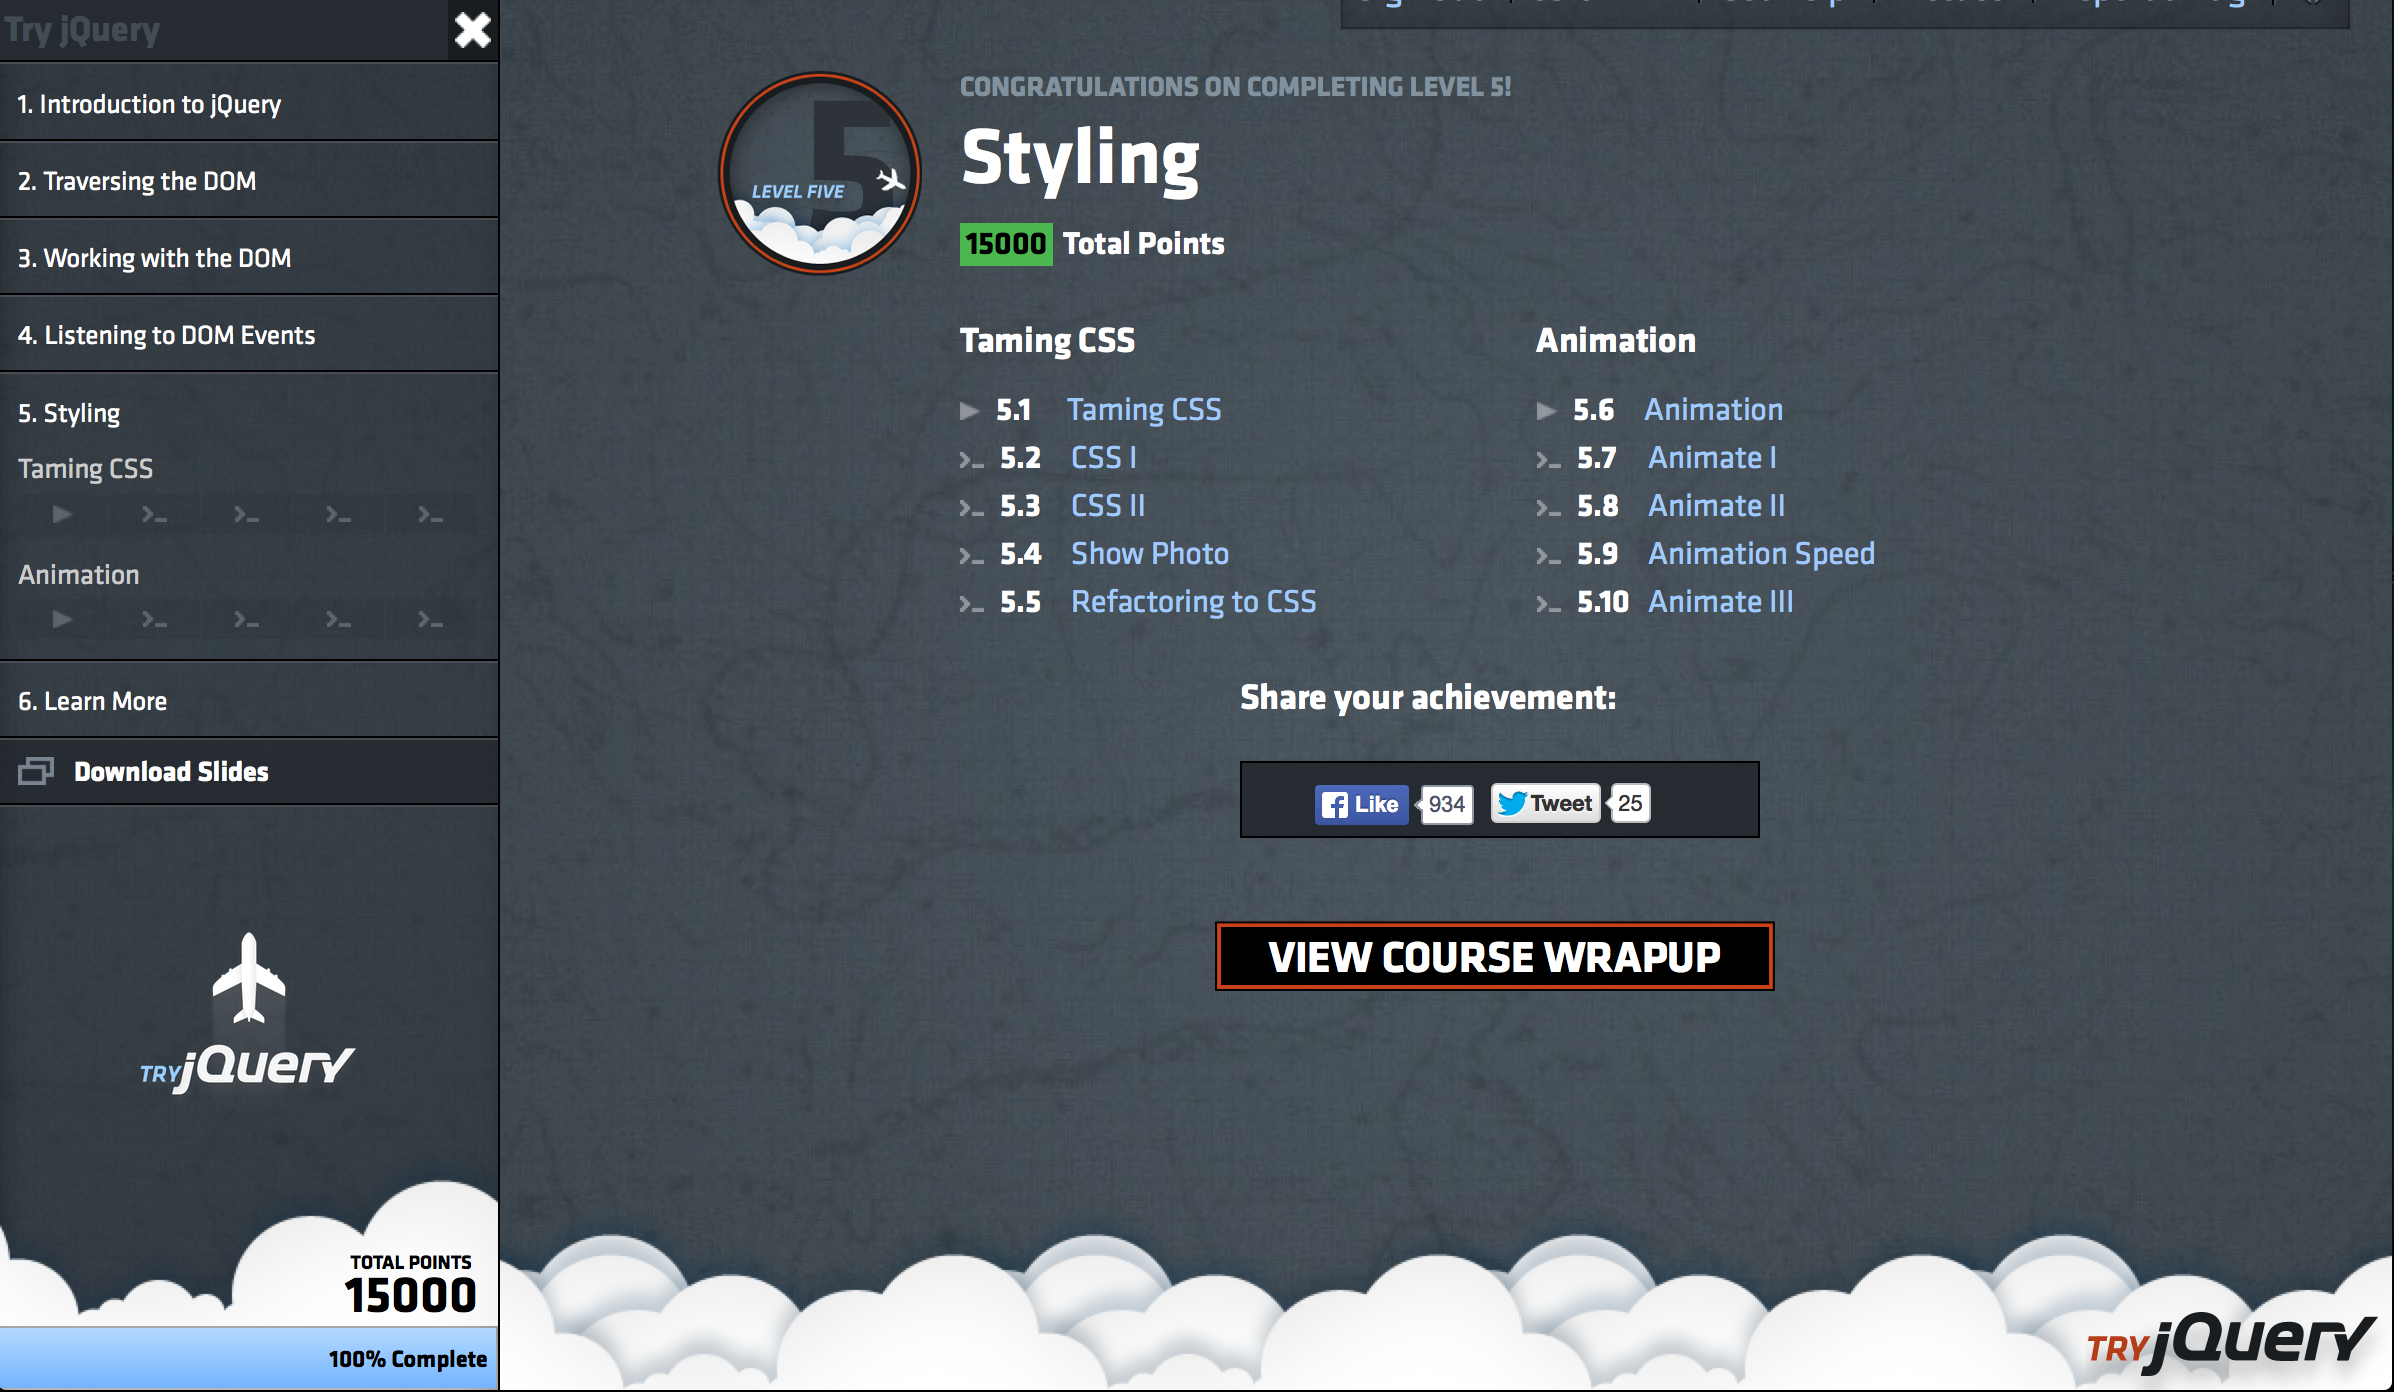 Try jQuery
1. Introduction to jQuery
2. Traversing the DOM
3. Working with the DOM
4. Listening to DOM Events
5. Styling
Taming CSS
Animation
6. Learn More
Download Slides
TRY jQuery
TOTAL POINTS
15000
100% Complete
5
LEVEL FIVE
CONGRATULATIONS ON COMPLETING LEVEL 5!
Styling
15000 Total Points
Taming CSS
5.1 Taming CSS
5.2 CSS I
5.3 CSS II
5.4 Show Photo
5.5 Refactoring to CSS
Animation
5.6 Animation
5.7 Animate I
5.8 Animate II
5.9 Animation Speed
5.10 Animate III
Share your achievement:
Like 934 Tweet 25
VIEW COURSE WRAPUP
TRY jQuery